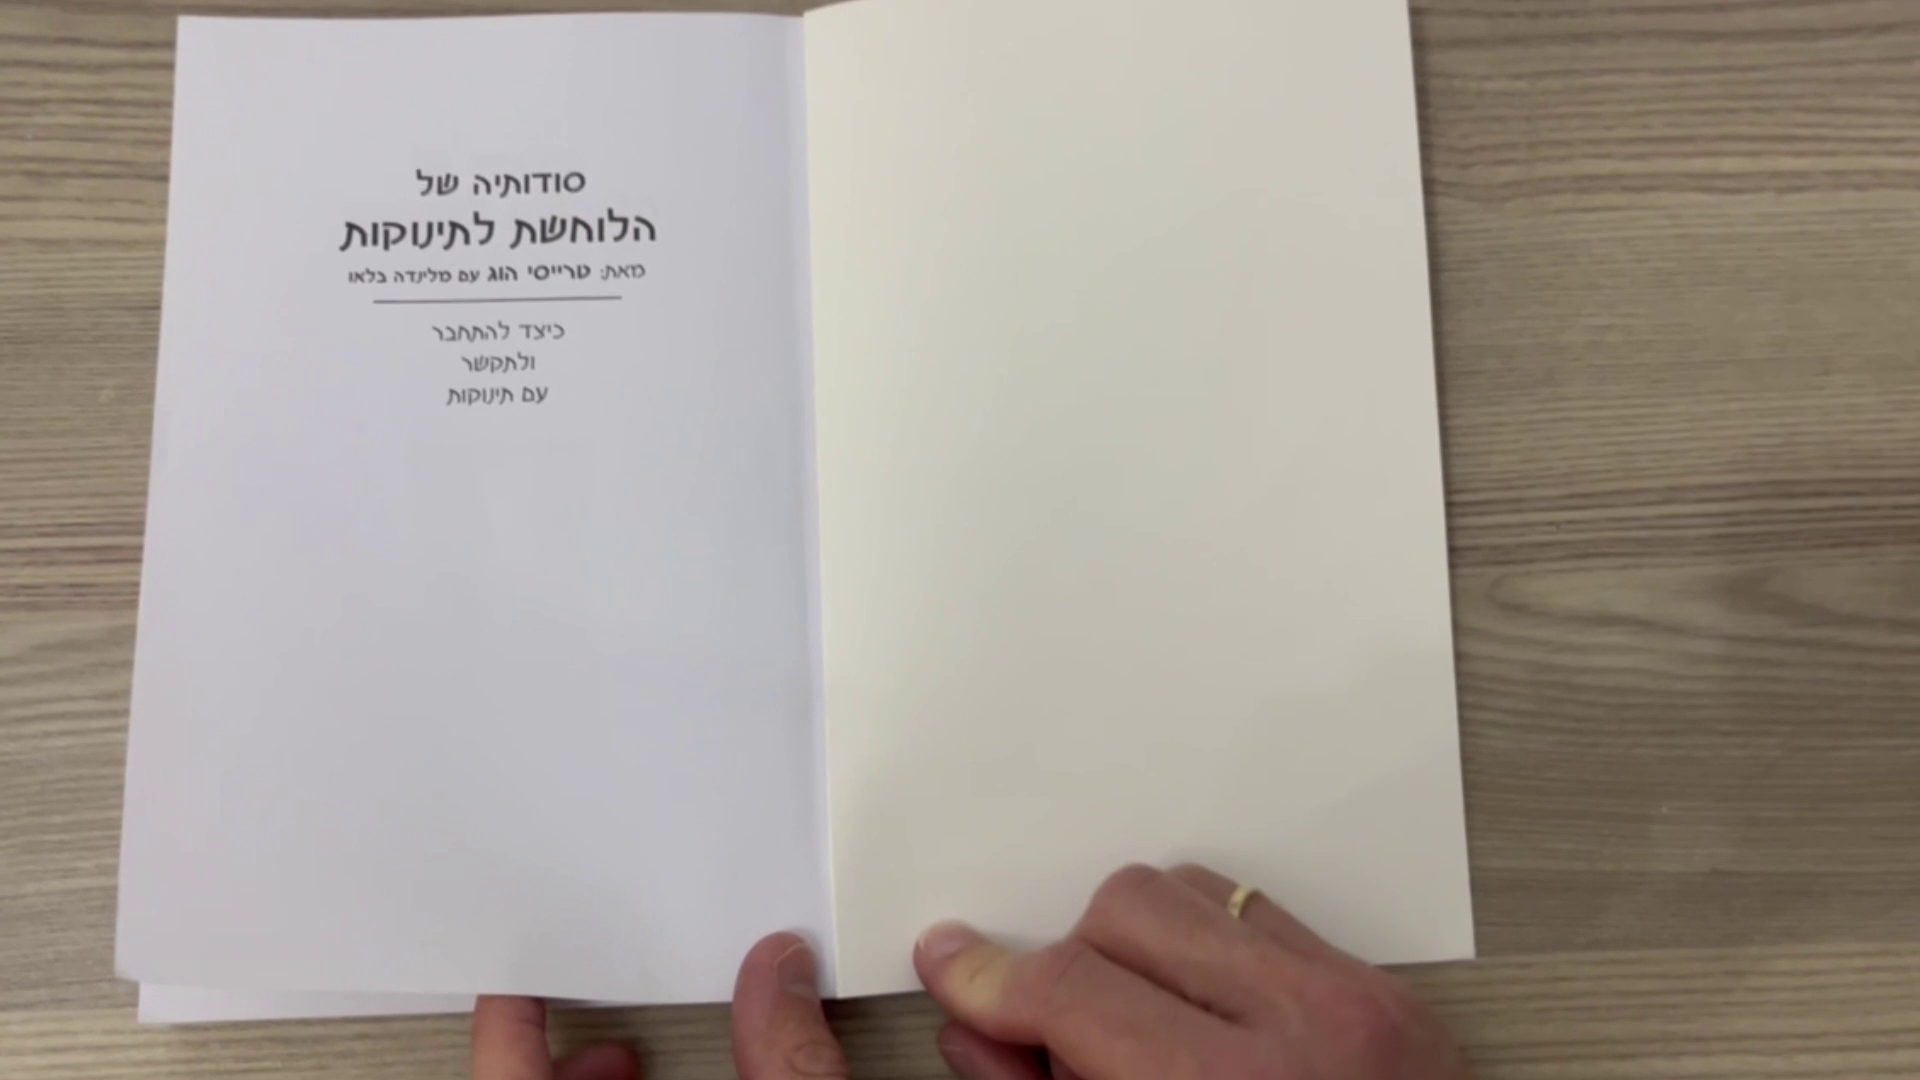 סודותיה של
הלוחשת לתינוקות
מאת: טרייסי הוג עם מלינדה בלאו
כיצד להתחבר
ולתקשר
עם תינוקות